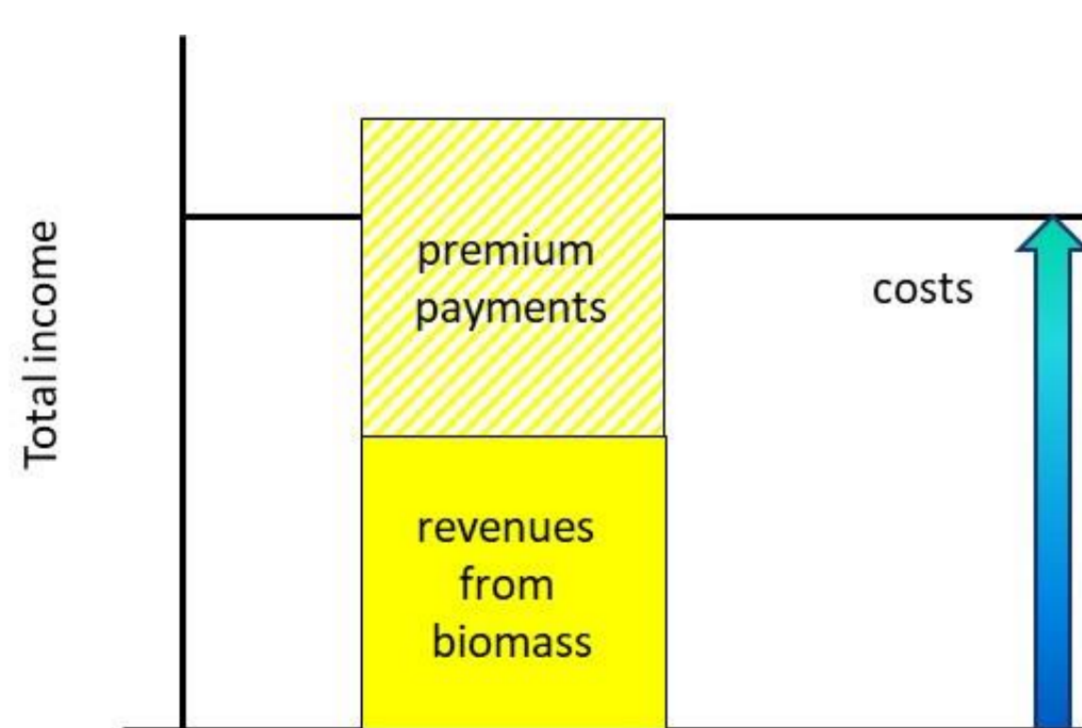 Total income
premium
payments
costs
revenues
from
biomass